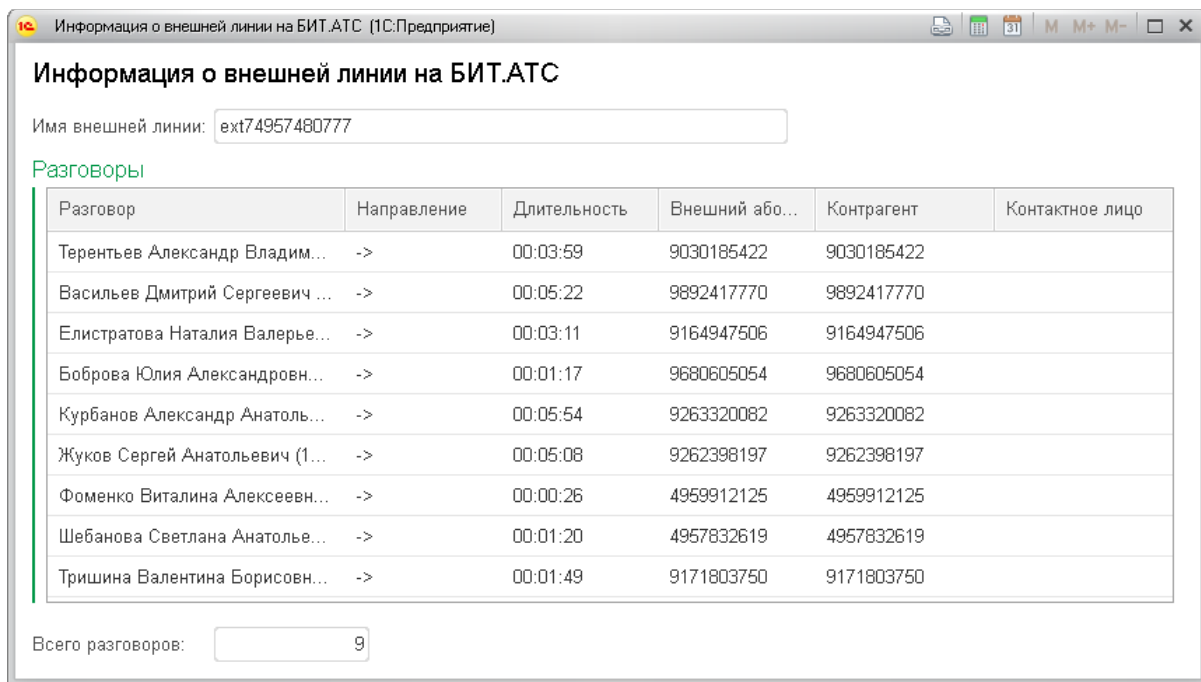 1С Информация о внешней линии на БИТ.АТС (1С:Предприятие) 31 M M+ M-
Информация о внешней линии на БИТ.АТС
Имя внешней линии: ext74957480777
Разговоры
Разговор Направление Длительность Внешний або... Контрагент Контактное лицо
Терентьев Александр Владим... -> 00:03:59 9030185422 9030185422
Васильев Дмитрий Сергеевич ... -> 00:05:22 9892417770 9892417770
Елистратова Наталия Валерье... -> 00:03:11 9164947506 9164947506
Боброва Юлия Александровн... -> 00:01:17 9680605054 9680605054
Курбанов Александр Анатоль... -> 00:05:54 9263320082 9263320082
Жуков Сергей Анатольевич (1... -> 00:05:08 9262398197 9262398197
Фоменко Виталина Алексеевн... -> 00:00:26 4959912125 4959912125
Шебанова Светлана Анатолье... -> 00:01:20 4957832619 4957832619
Тришина Валентина Борисовн... -> 00:01:49 9171803750 9171803750
Всего разговоров: 9